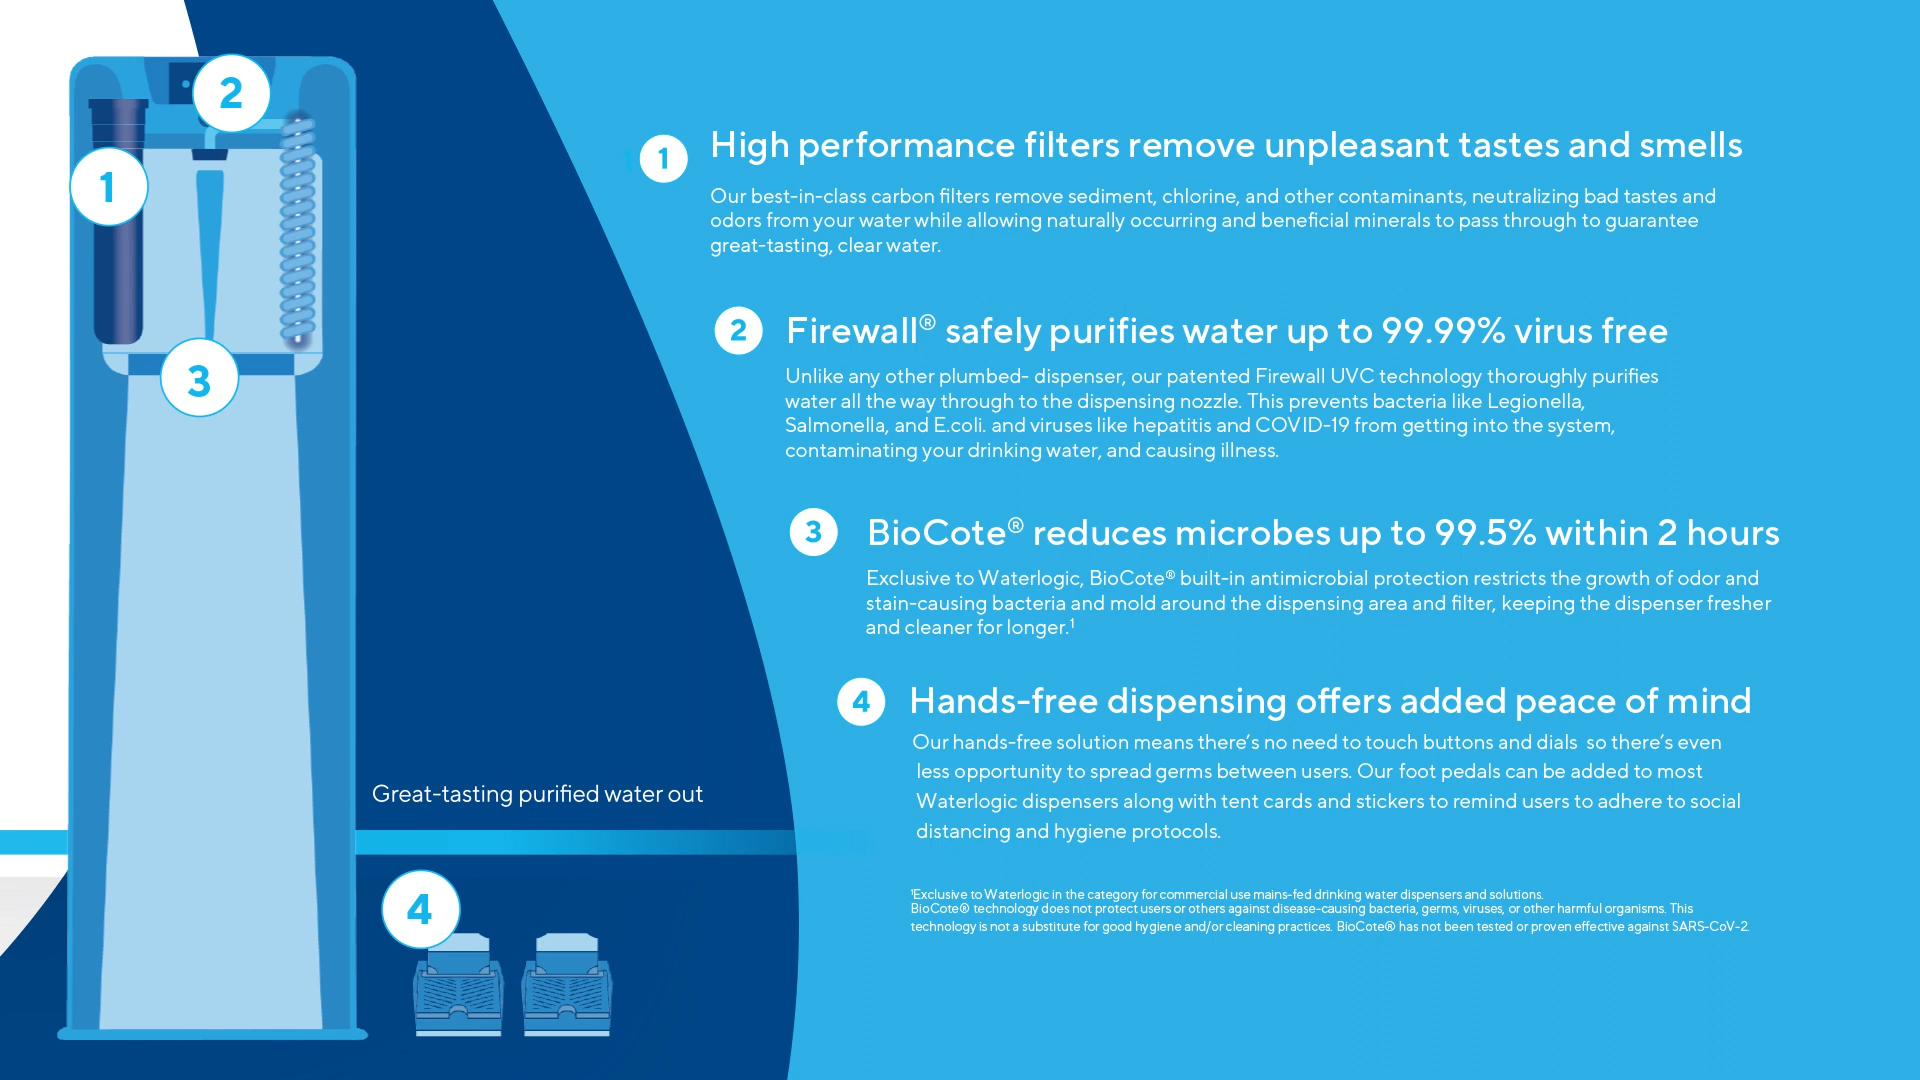 2
1
3
Great-tasting purified water out
4
1
High performance filters remove unpleasant tastes and smells
Our best-in-class carbon filters remove sediment, chlorine, and other contaminants, neutralizing bad tastes and
odors from your water while allowing naturally occurring and beneficial minerals to pass through to guarantee
great-tasting, clear water.
2
Firewall® safely purifies water up to 99.99% virus free
Unlike any other plumbed- dispenser, our patented Firewall UVC technology thoroughly purifies
water all the way through to the dispensing nozzle. This prevents bacteria like Legionella,
Salmonella, and E.coli. and viruses like hepatitis and COVID-19 from getting into the system,
contaminating your drinking water, and causing illness.
3
BioCote® reduces microbes up to 99.5% within 2 hours
Exclusive to Waterlogic, BioCote® built-in antimicrobial protection restricts the growth of odor and
stain-causing bacteria and mold around the dispensing area and filter, keeping the dispenser fresher
and cleaner for longer.¹
4
Hands-free dispensing offers added peace of mind
Our hands-free solution means there's no need to touch buttons and dials so there's even
less opportunity to spread germs between users. Our foot pedals can be added to most
Waterlogic dispensers along with tent cards and stickers to remind users to adhere to social
distancing and hygiene protocols.
¹Exclusive to Waterlogic in the category for commercial use mains-fed drinking water dispensers and solutions.
BioCote® technology does not protect users or others against disease-causing bacteria, germs, viruses, or other harmful organisms. This
technology is not a substitute for good hygiene and/or cleaning practices. BioCote® has not been tested or proven effective against SARS-CoV-2.